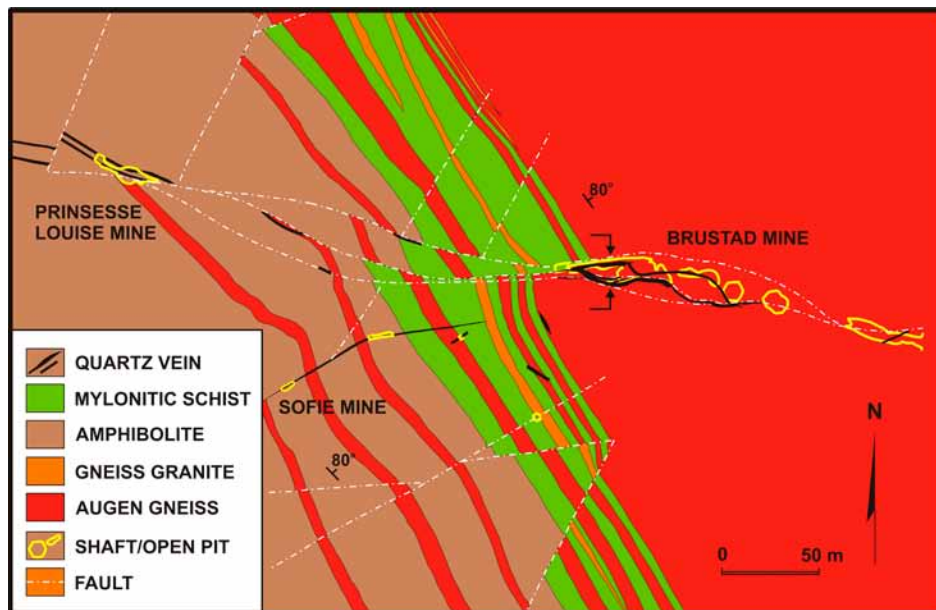 80°
PRINSESSE
LOUISE MINE
BRUSTAD MINE
SOFIE MINE
80°
N
0 50 m
QUARTZ VEIN
MYLONITIC SCHIST
AMPHIBOLITE
GNEISS GRANITE
AUGEN GNEISS
SHAFT/OPEN PIT
FAULT